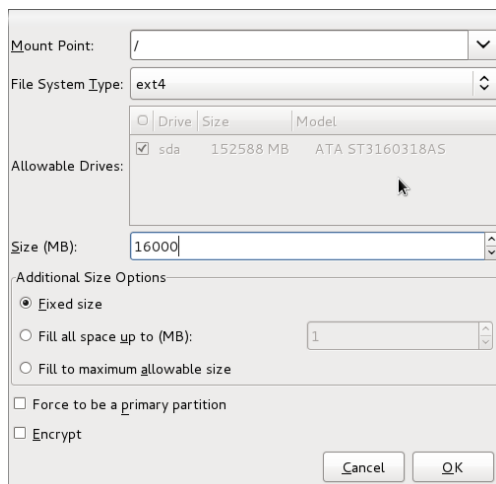 Mount Point: /
File System Type: ext4
Drive Size Model
sda 152588 MB ATA ST3160318AS
Allowable Drives:
Size (MB): 16000
Additional Size Options
Fixed size
Fill all space up to (MB): 1
Fill to maximum allowable size
Force to be a primary partition
Encrypt
Cancel OK